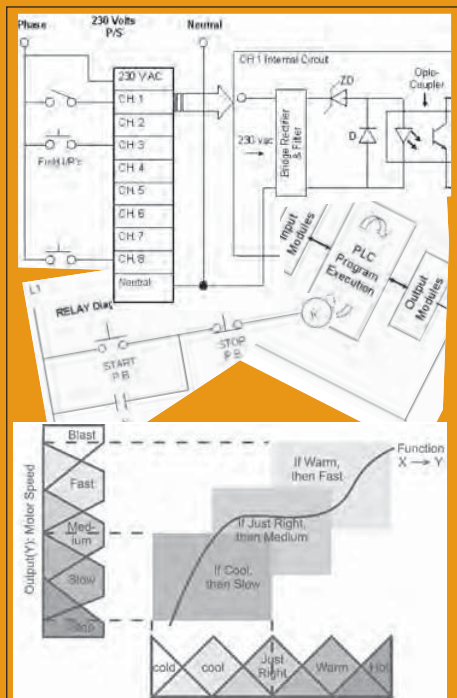 Phase
230 Volts
P/S
Neutral
230 VAC
CH.1
CH.2
CH.3
CH.4
CH.5
CH.6
CH.7
CH.8
Neutral
Field I/P's
CH.1 Internal Circuit
ZD
Opto-
Coupler
230 vac
Bridge Rectifier
& Filter
D
Input
Modules
PLC
Program
Execution
Output
Modules
L1
RELAY Diag
START
P.B
STOP
P.B
R
Output(Y): Motor Speed
Blast
Fast
Med-
ium
Slow
Stop
If Warm,
then Fast
If Just Right,
then Medium
If Cool,
then Slow
Function
X → Y
cold
cool
Just
Right
Warm
Hot